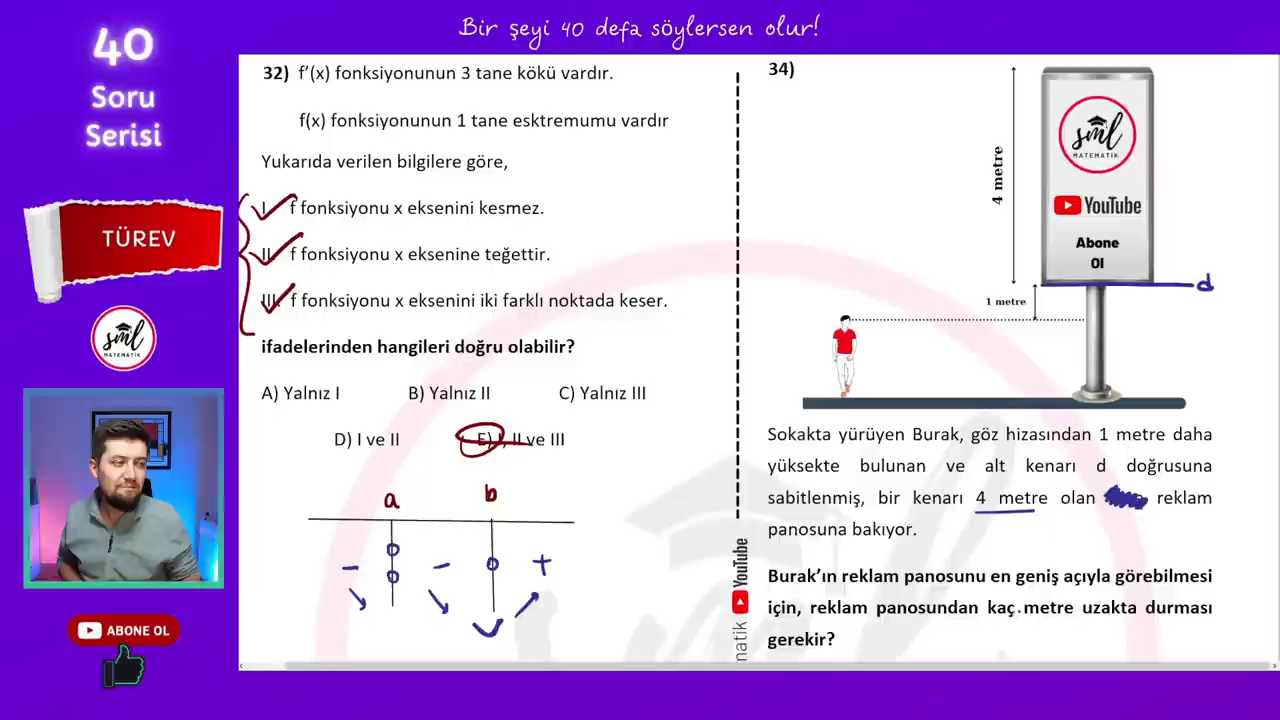 Bir şeyi 40 defa söylersen olur!
40
Soru
Serisi
TÜREV
sml
MATEMATİK
ABONE OL
32) f'(x) fonksiyonunun 3 tane kökü vardır.
f(x) fonksiyonunun 1 tane esktremumu vardır
Yukarıda verilen bilgilere göre,
I. f fonksiyonu x eksenini kesmez.
II. f fonksiyonu x eksenine teğettir.
III. f fonksiyonu x eksenini iki farklı noktada keser.
ifadelerinden hangileri doğru olabilir?
A) Yalnız I B) Yalnız II C) Yalnız III
D) I ve II E) I, II ve III
a b
- - +
matik YouTube
34)
4 metre
sml
MATEMATİK
YouTube
Abone
Ol
d
1 metre
Sokakta yürüyen Burak, göz hizasından 1 metre daha
yüksekte bulunan ve alt kenarı d doğrusuna
sabitlenmiş, bir kenarı 4 metre olan reklam
panosuna bakıyor.
Burak'ın reklam panosunu en geniş açıyla görebilmesi
için, reklam panosundan kaç metre uzakta durması
gerekir?